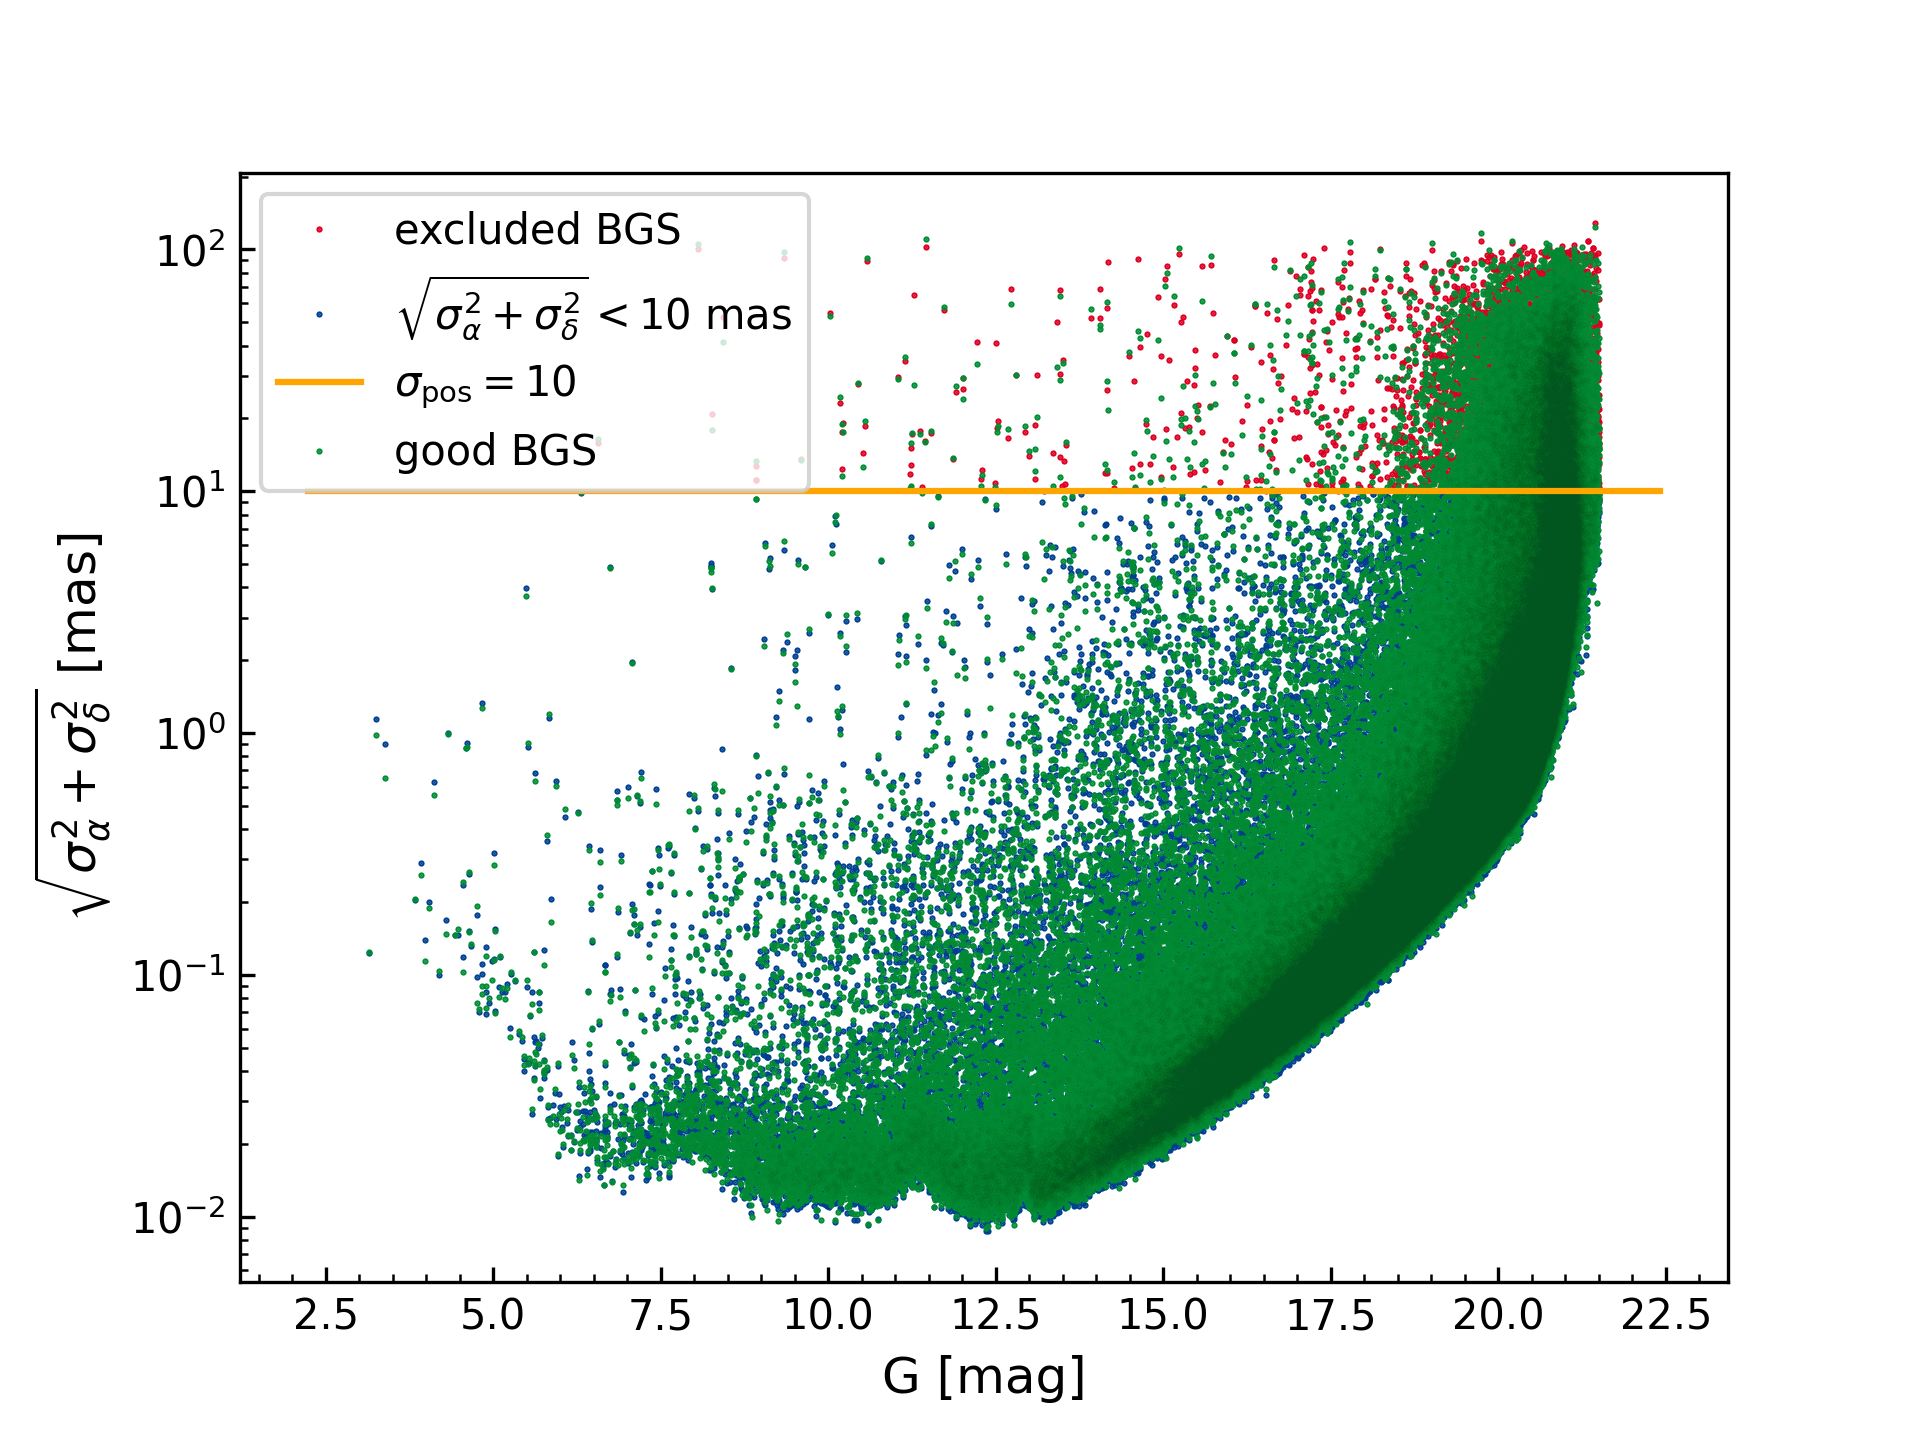 excluded BGS
√σ_α² + σ_δ² < 10 mas
σ_pos = 10
good BGS
√σ_α² + σ_δ² [mas]
10²
10¹
10⁰
10⁻¹
10⁻²
2.5 5.0 7.5 10.0 12.5 15.0 17.5 20.0 22.5
G [mag]